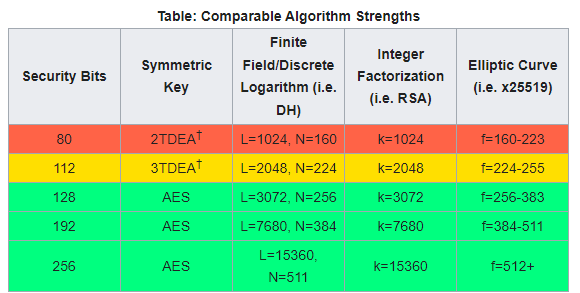 Table: Comparable Algorithm Strengths
Security Bits
Symmetric
Key
Finite
Field/Discrete
Logarithm (i.e.
DH)
Integer
Factorization
(i.e. RSA)
Elliptic Curve
(i.e. x25519)
80 2TDEA† L=1024, N=160 k=1024 f=160-223
112 3TDEA† L=2048, N=224 k=2048 f=224-255
128 AES L=3072, N=256 k=3072 f=256-383
192 AES L=7680, N=384 k=7680 f=384-511
256 AES L=15360,
N=511 k=15360 f=512+